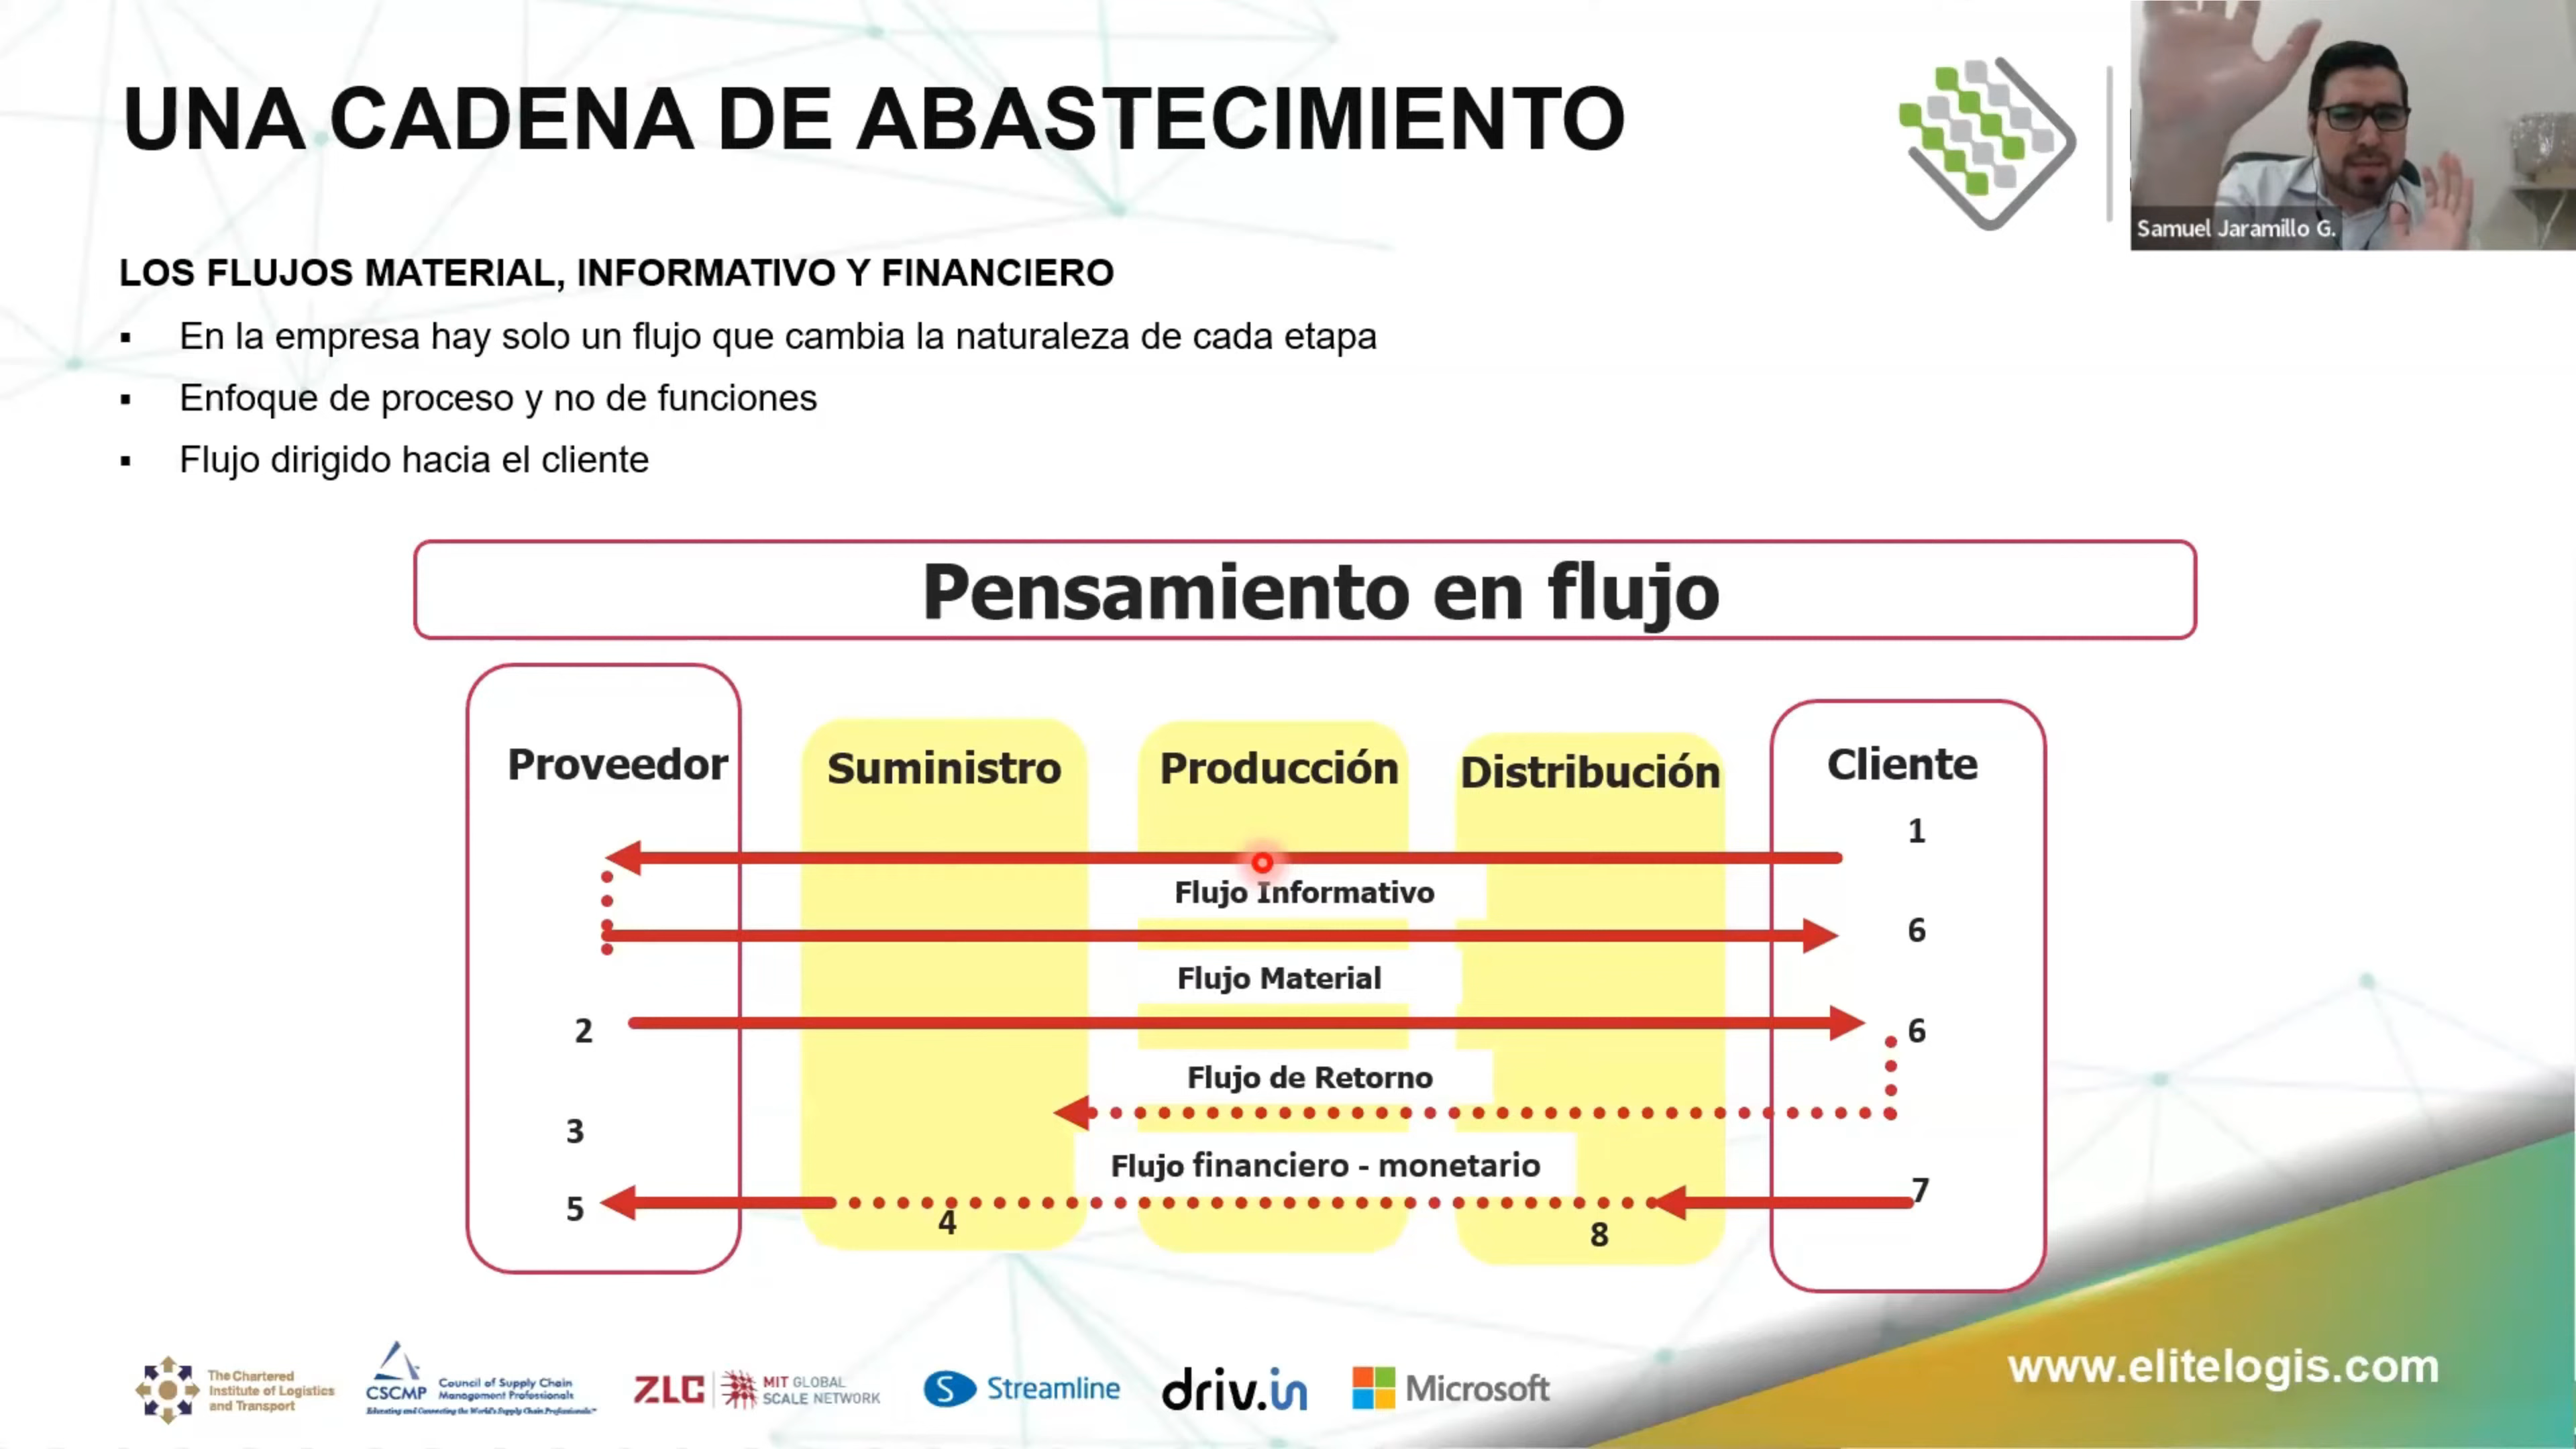 UNA CADENA DE ABASTECIMIENTO
Samuel Jaramillo G.
LOS FLUJOS MATERIAL, INFORMATIVO Y FINANCIERO
▪ En la empresa hay solo un flujo que cambia la naturaleza de cada etapa
▪ Enfoque de proceso y no de funciones
▪ Flujo dirigido hacia el cliente
Pensamiento en flujo
Proveedor
Suministro
Producción
Distribución
Cliente
1
Flujo Informativo
6
Flujo Material
2
6
Flujo de Retorno
3
Flujo financiero - monetario
5
7
4
8
The Chartered
Institute of Logistics
and Transport
CSCMP
Council of Supply Chain
Management Professionals
Educating and Connecting the World's Supply Chain Professionals.™
ZLC
MIT GLOBAL
SCALE NETWORK
S Streamline
driv.in
Microsoft
www.elitelogis.com